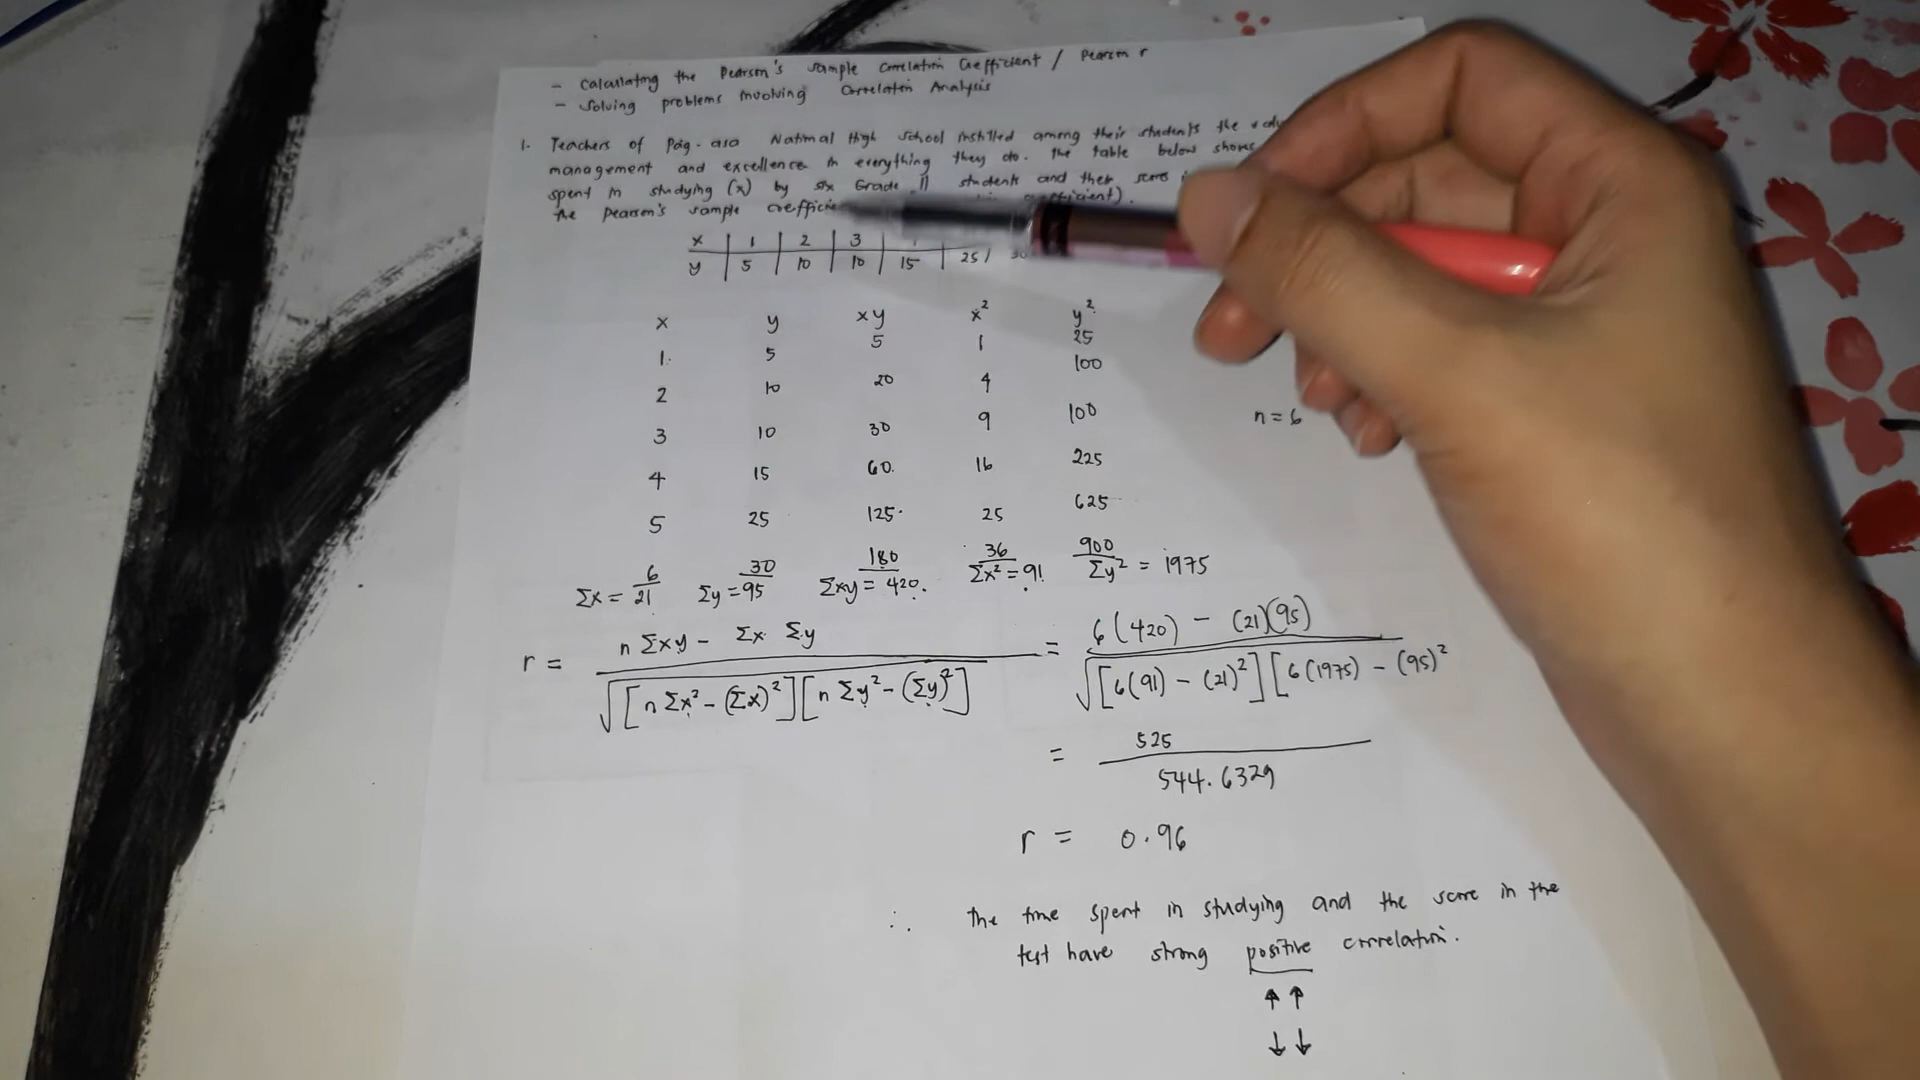 - Calculating the Pearson's Sample Correlation Coefficient / Pearson r
- Solving problems involving Correlation Analysis
1. Teachers of Pag-asa National High School instilled among their students the
management and excellence in everything they do. The table below shows
spent in studying (x) by six Grade 11 students and their scores
the Pearson's sample
x 1 2 3
y 5 10 10 15 25 30
x y xy x² y²
1 5 5 1 25
2 10 20 4 100
3 10 30 9 100 n = 6
4 15 60 16 225
5 25 125 25 625
6 30 180 36 900
Σx = 21 Σy = 95 Σxy = 420 Σx² = 91 Σy² = 1975
r = n Σxy - Σx Σy / √[n Σx² - (Σx)²][n Σy² - (Σy)²] = 6(420) - (21)(95) / √[6(91) - (21)²][6(1975) - (95)²
= 525 / 544.6329
r = 0.96
∴ the time spent in studying and the score in the
test have strong positive correlation.
↑ ↑
↓ ↓